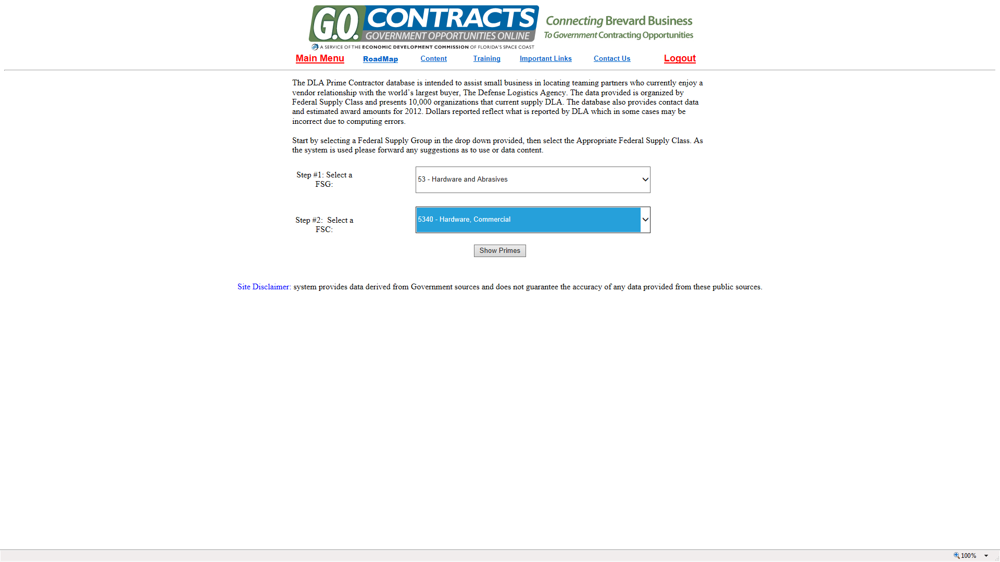 G.O. CONTRACTS
GOVERNMENT OPPORTUNITIES ONLINE
Connecting Brevard Business
To Government Contracting Opportunities
A SERVICE OF THE ECONOMIC DEVELOPMENT COMMISSION OF FLORIDA'S SPACE COAST
Main Menu RoadMap Content Training Important Links Contact Us Logout
The DLA Prime Contractor database is intended to assist small business in locating teaming partners who currently enjoy a
vendor relationship with the world's largest buyer, The Defense Logistics Agency. The data provided is organized by
Federal Supply Class and presents 10,000 organizations that current supply DLA. The database also provides contact data
and estimated award amounts for 2012. Dollars reported reflect what is reported by DLA which in some cases may be
incorrect due to computing errors.
Start by selecting a Federal Supply Group in the drop down provided, then select the Appropriate Federal Supply Class. As
the system is used please forward any suggestions as to use or data content.
Step #1: Select a
FSG:
53 - Hardware and Abrasives
Step #2: Select a
FSC:
5340 - Hardware, Commercial
Show Primes
Site Disclaimer: system provides data derived from Government sources and does not guarantee the accuracy of any data provided from these public sources.
100%